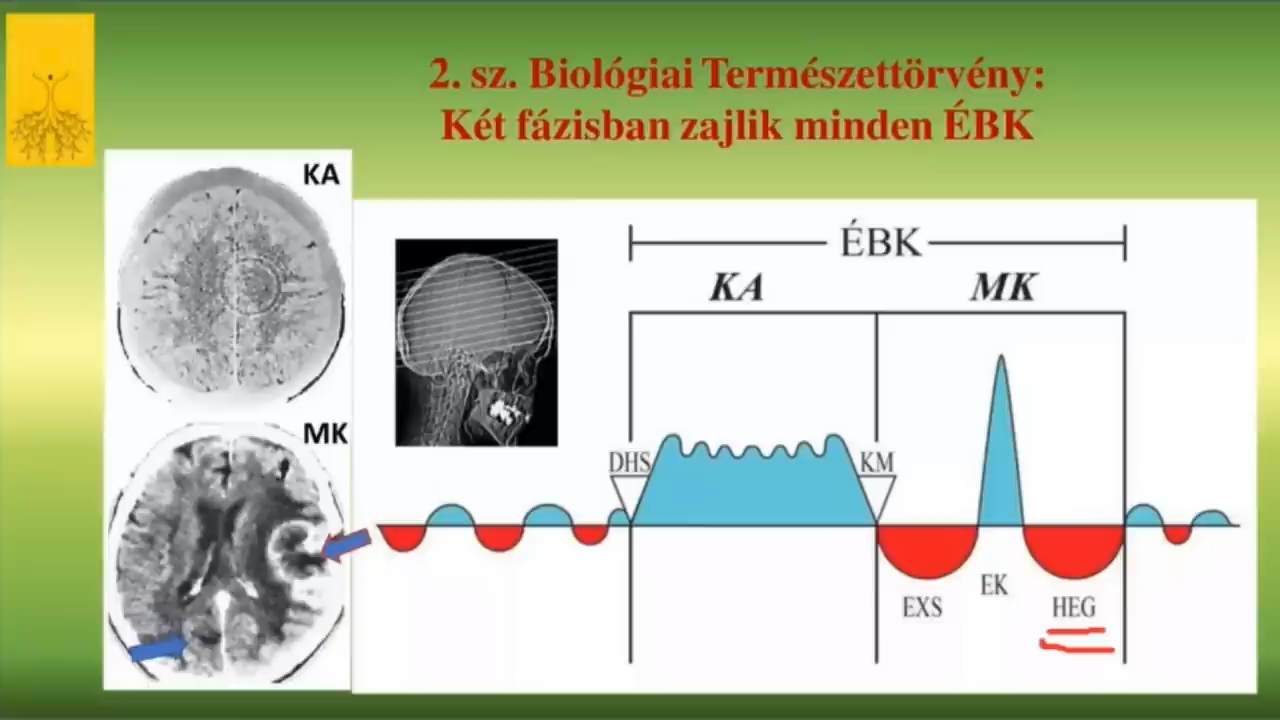 2. sz. Biológiai Természettörvény:
Két fázisban zajlik minden ÉBK
KA
MK
ÉBK
KA
MK
DHS
KM
EXS
EK
HEG